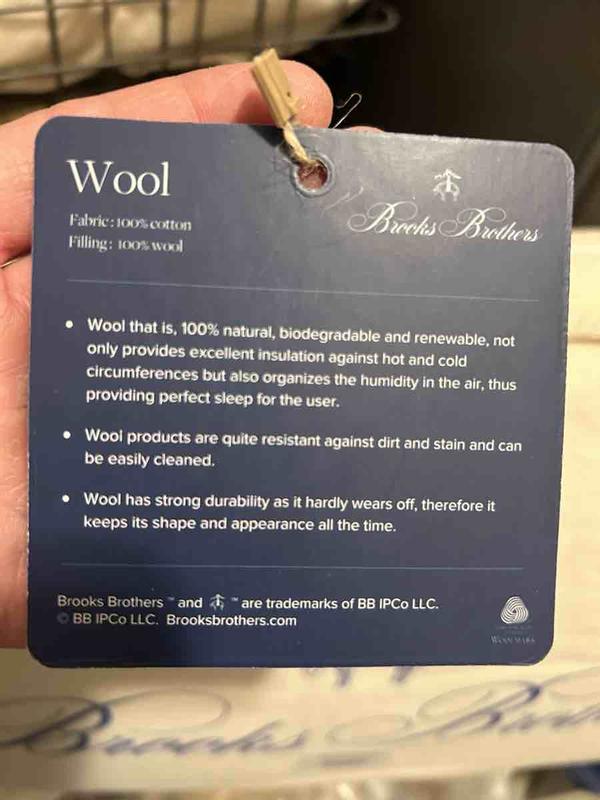 Wool
Fabric: 100% cotton
Filling: 100% wool
Brooks Brothers
• Wool that is, 100% natural, biodegradable and renewable, not
only provides excellent insulation against hot and cold
circumferences but also organizes the humidity in the air, thus
providing perfect sleep for the user.
• Wool products are quite resistant against dirt and stain and can
be easily cleaned.
• Wool has strong durability as it hardly wears off, therefore it
keeps its shape and appearance all the time.
Brooks Brothers ™ and ™ are trademarks of BB IPCo LLC.
© BB IPCo LLC. Brooksbrothers.com
WOOLMARK
Brooks Bro